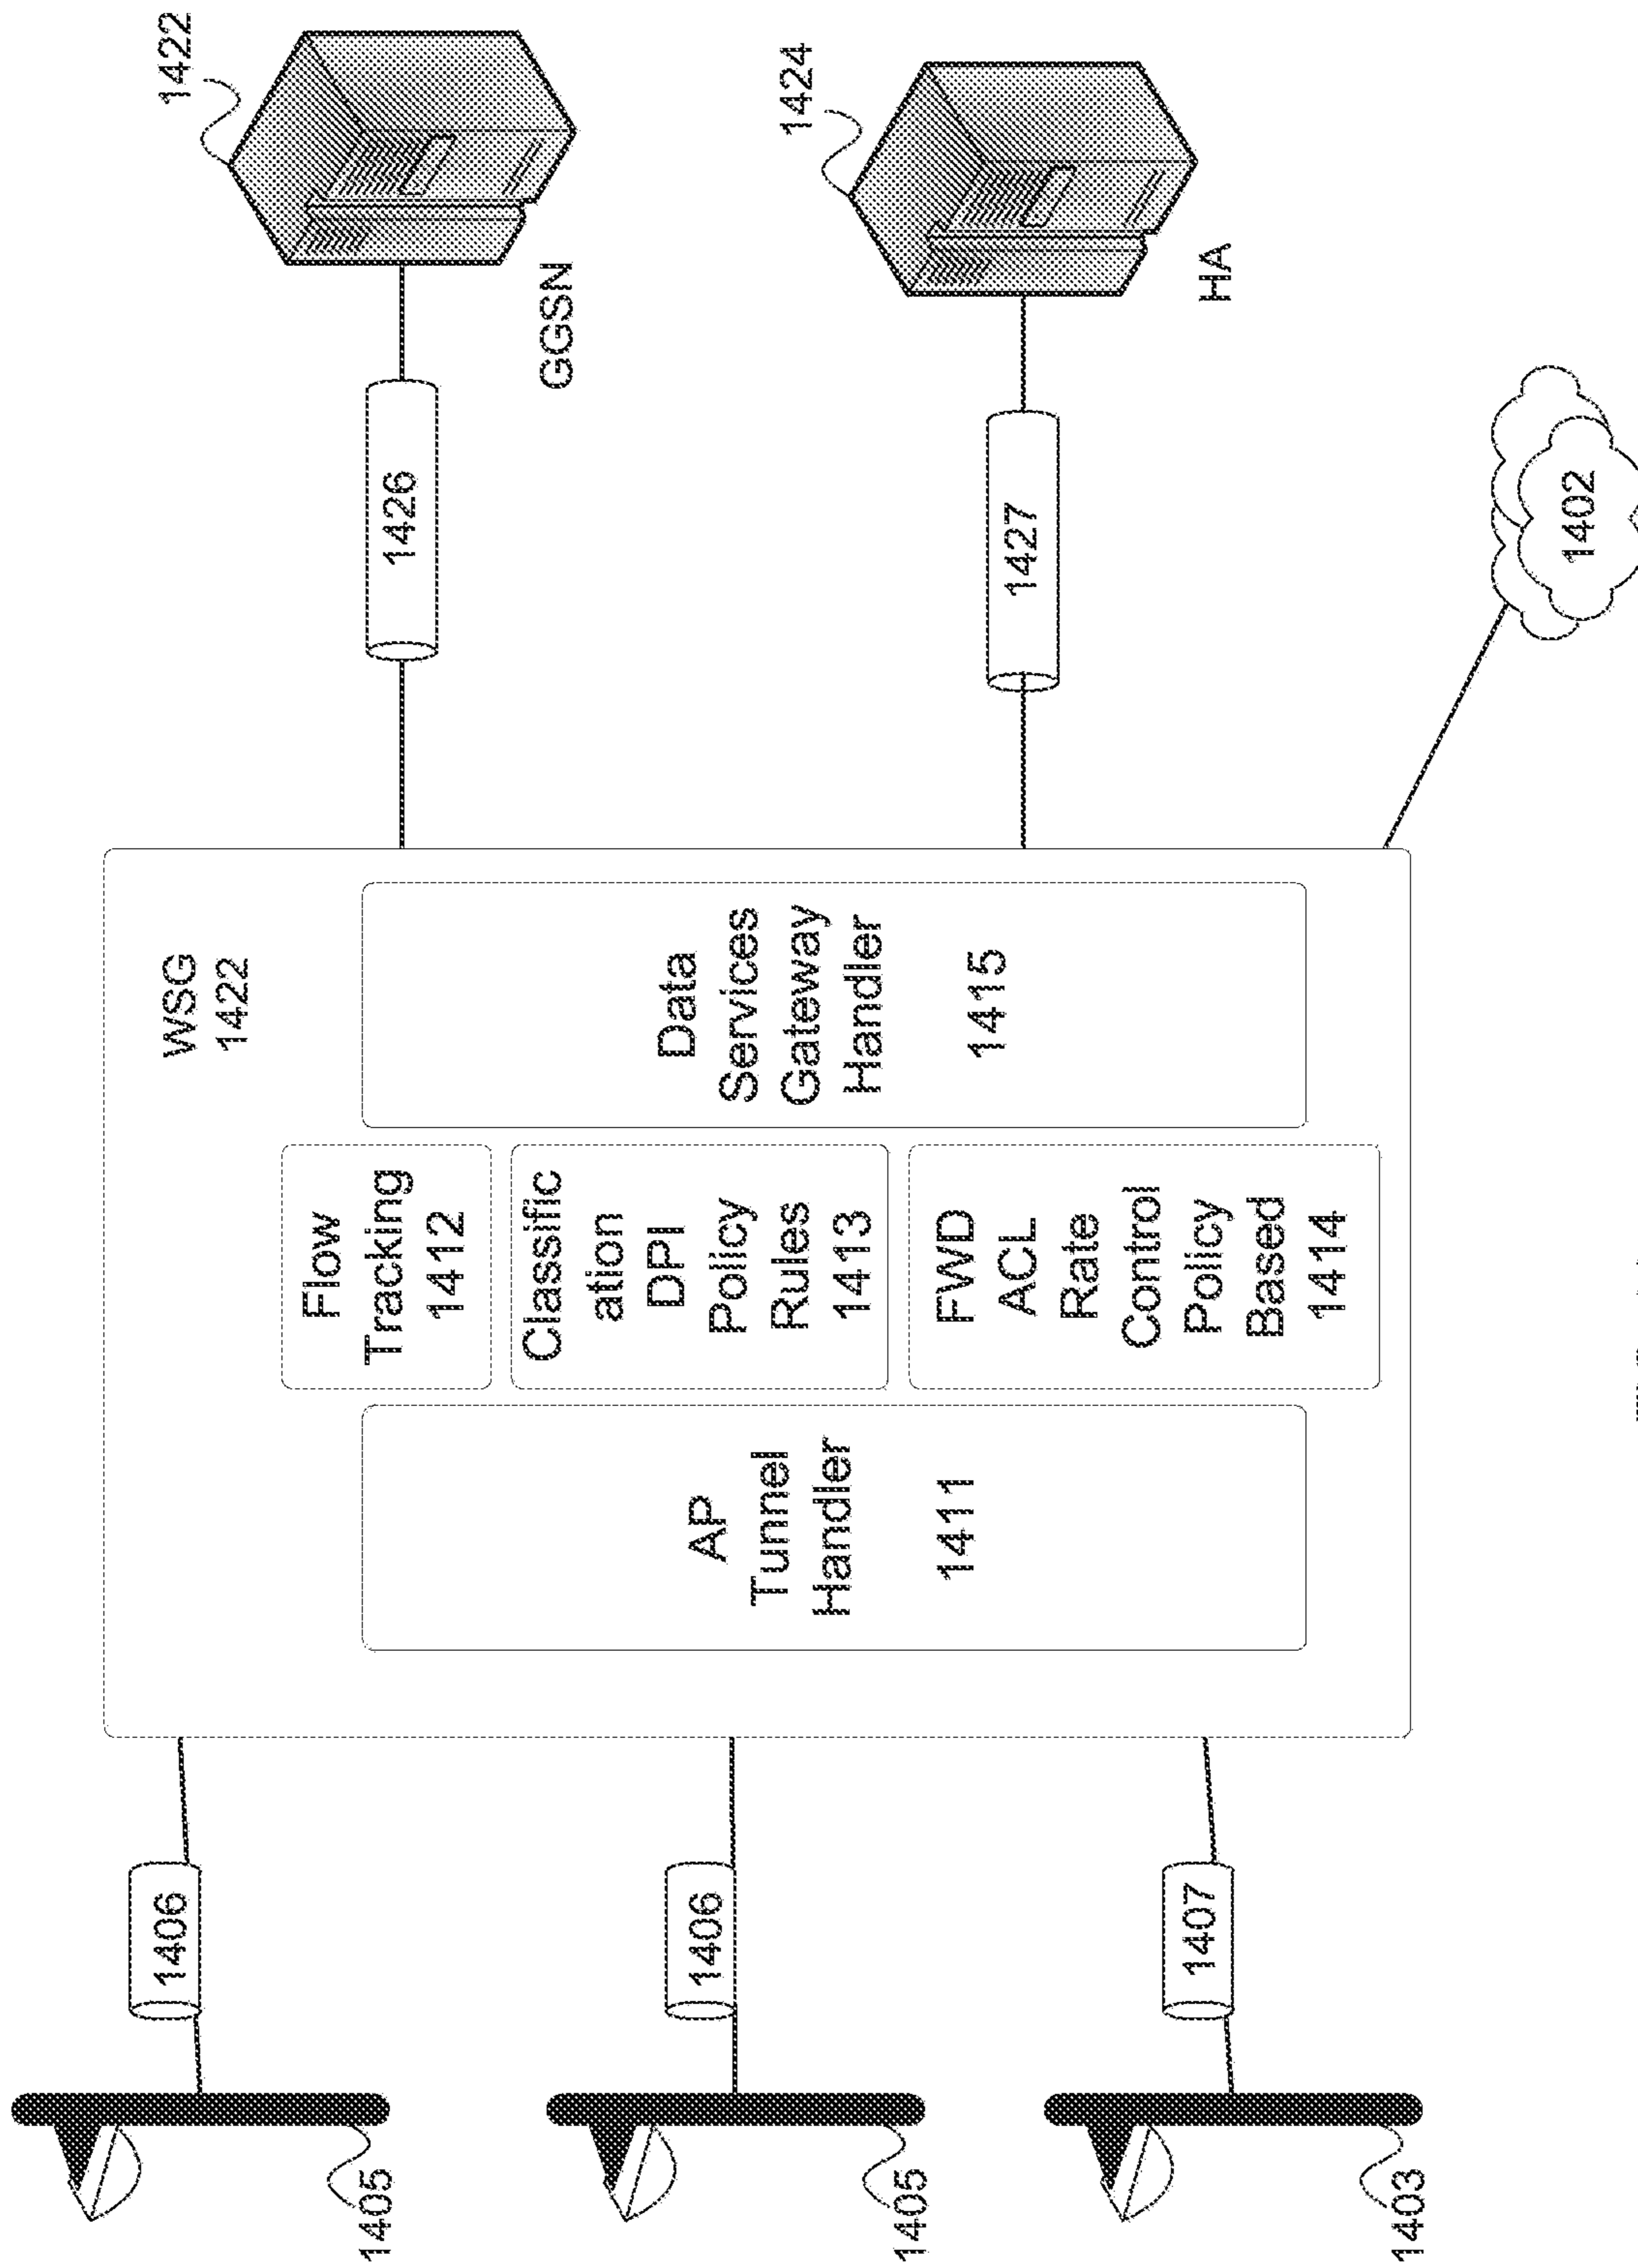 1405
1406
1405
1406
1403
1407
WSG
1422
AP
Tunnel
Handler
1411
Flow
Tracking
1412
Classific
ation
DPI
Policy
Rules
1413
FWD
ACL
Rate
Control
Policy
Based
1414
Data
Services
Gateway
Handler
1415
1426
1422
GGSN
1427
1424
HA
1402